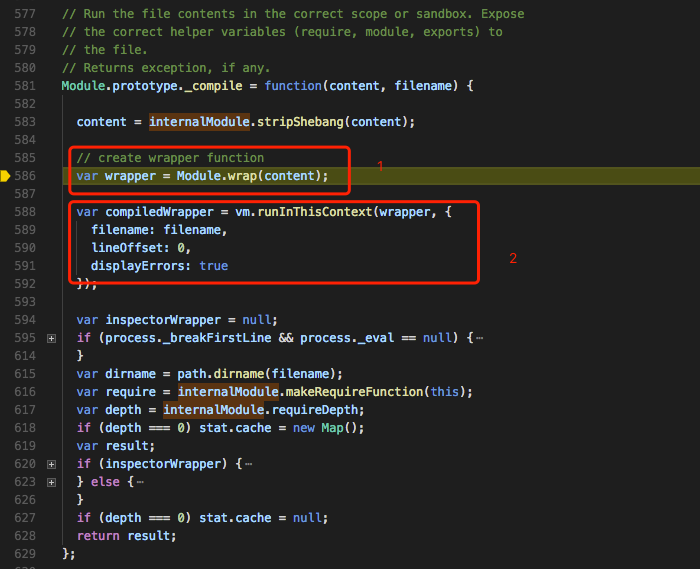 577 // Run the file contents in the correct scope or sandbox. Expose
578 // the correct helper variables (require, module, exports) to
579 // the file.
580 // Returns exception, if any.
581 Module.prototype._compile = function(content, filename) {
582
583   content = internalModule.stripShebang(content);
584
585   // create wrapper function
586   var wrapper = Module.wrap(content); 1
587
588   var compiledWrapper = vm.runInThisContext(wrapper, {
589     filename: filename,
590     lineOffset: 0, 2
591     displayErrors: true
592   });
593
594   var inspectorWrapper = null;
595   if (process._breakFirstLine && process._eval == null) {⋯
614   }
615   var dirname = path.dirname(filename);
616   var require = internalModule.makeRequireFunction(this);
617   var depth = internalModule.requireDepth;
618   if (depth === 0) stat.cache = new Map();
619   var result;
620   if (inspectorWrapper) {⋯
623   } else {⋯
626   }
627   if (depth === 0) stat.cache = null;
628   return result;
629 };